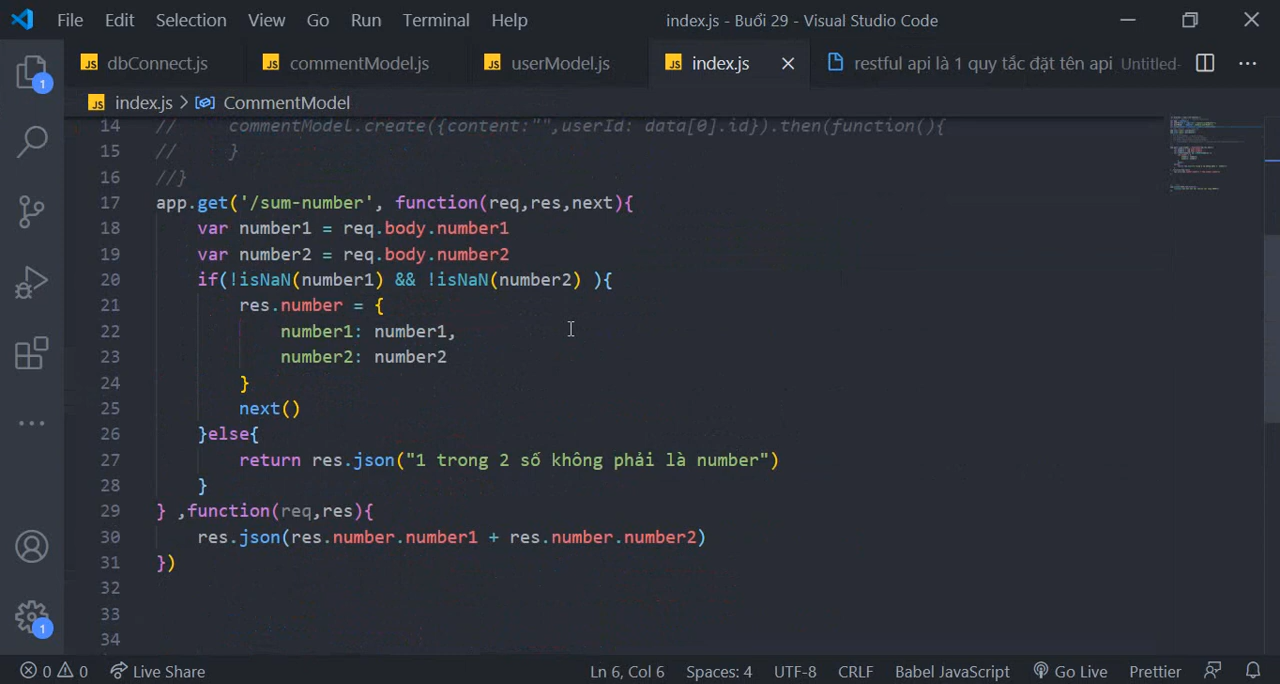 File Edit Selection View Go Run Terminal Help index.js - Buổi 29 - Visual Studio Code
JS dbConnect.js JS commentModel.js JS userModel.js JS index.js restful api là 1 quy tắc đặt tên api Untitled-
1
JS index.js > CommentModel
14 // commentModel.create({content:"",userId: data[0].id}).then(function(){
15 // }
16 //}
17 app.get('/sum-number', function(req,res,next){
18 var number1 = req.body.number1
19 var number2 = req.body.number2
20 if(!isNaN(number1) && !isNaN(number2) ){
21 res.number = {
22 number1: number1,
23 number2: number2
24 }
25 next()
26 }else{
27 return res.json("1 trong 2 số không phải là number")
28 }
29 } ,function(req,res){
30 res.json(res.number.number1 + res.number.number2)
31 })
32
33
34
1
0 0 Live Share Ln 6, Col 6 Spaces: 4 UTF-8 CRLF Babel JavaScript Go Live Prettier